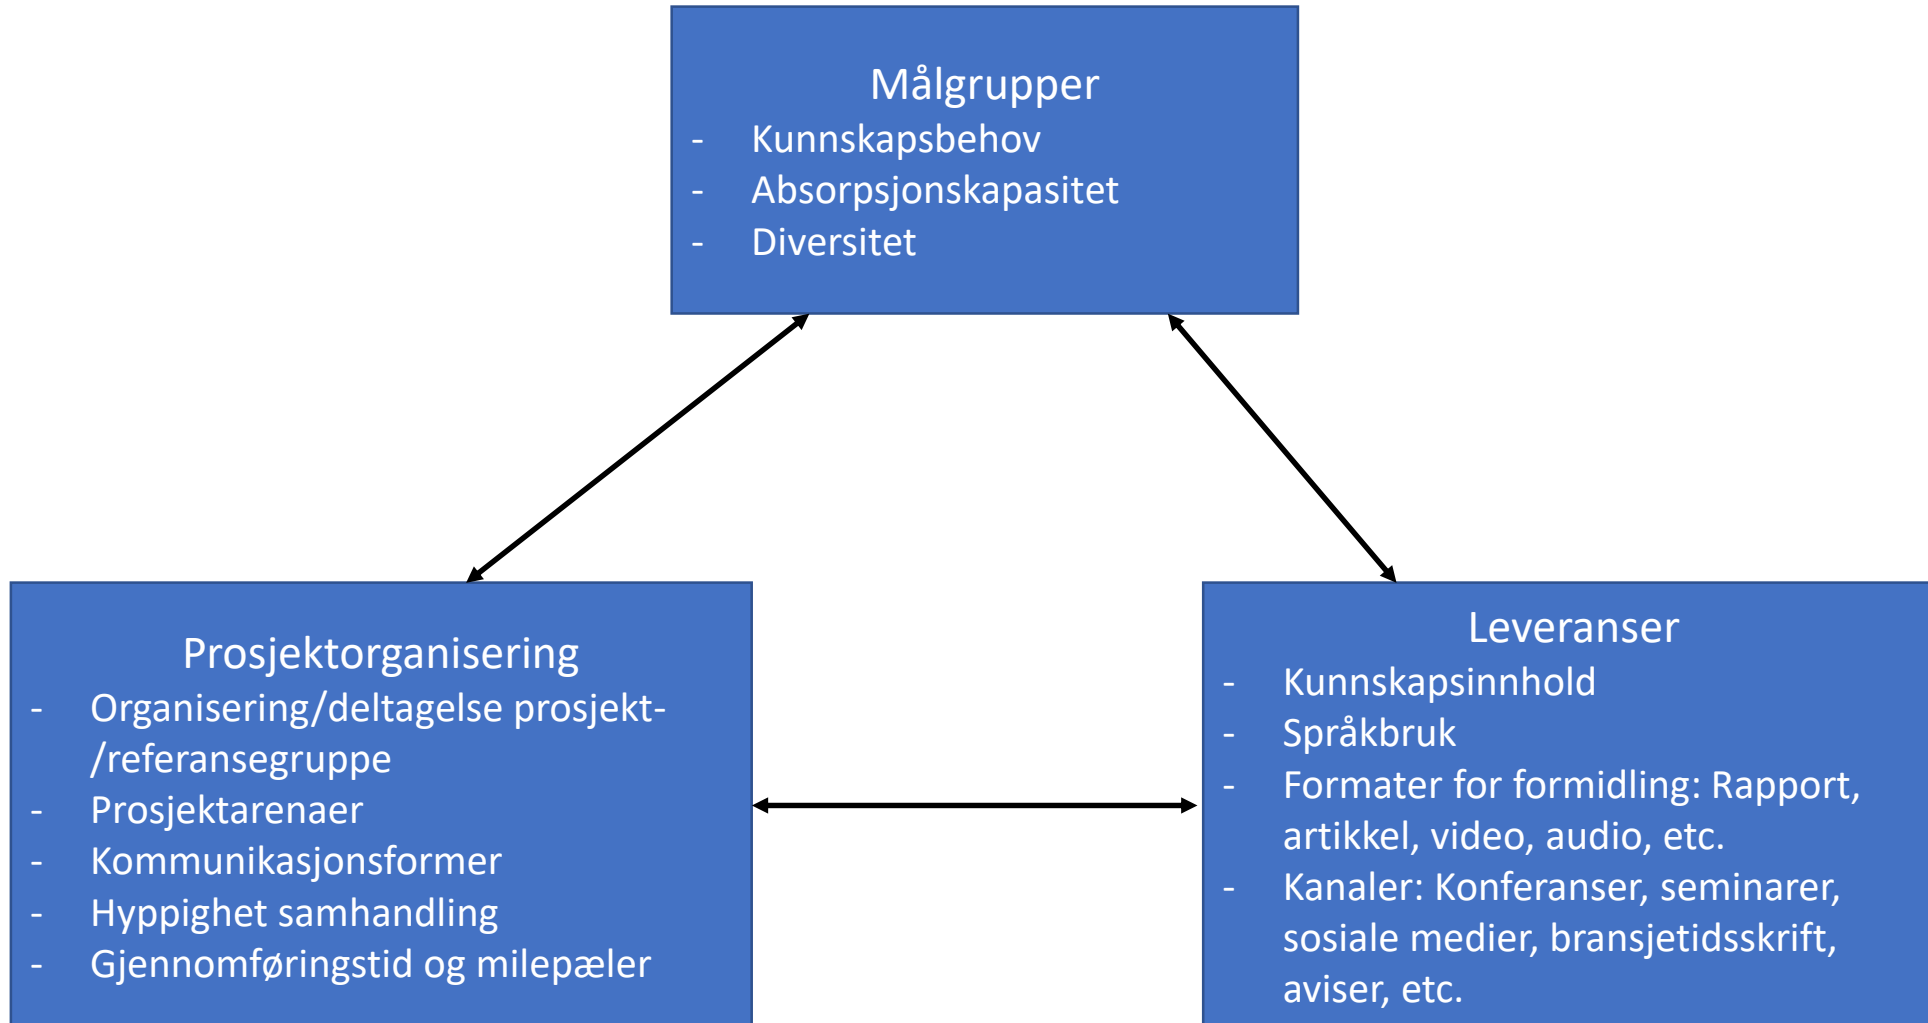 Målgrupper
- Kunnskapsbehov
- Absorpsjonskapasitet
- Diversitet
Prosjektorganisering
- Organisering/deltagelse prosjekt-
/referansegruppe
- Prosjektarenaer
- Kommunikasjonsformer
- Hyppighet samhandling
- Gjennomføringstid og milepæler
Leveranser
- Kunnskapsinnhold
- Språkbruk
- Formater for formidling: Rapport,
artikkel, video, audio, etc.
- Kanaler: Konferanser, seminarer,
sosiale medier, bransjetidsskrift,
aviser, etc.